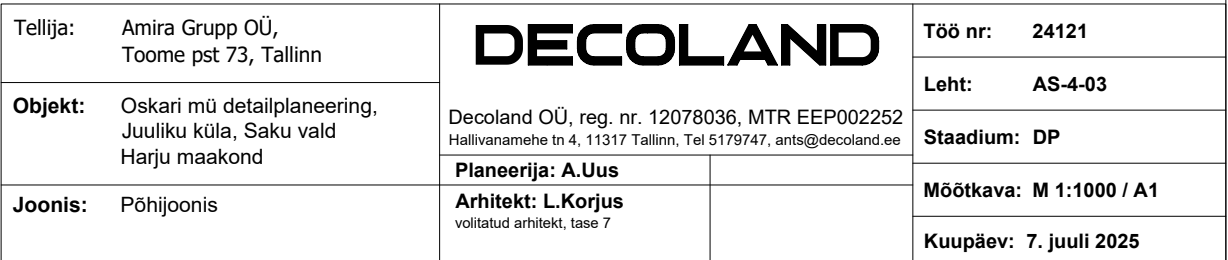 Tellija: Amira Grupp OÜ,
Toome pst 73, Tallinn
Objekt: Oskari mü detailplaneering,
Juuliku küla, Saku vald
Harju maakond
Joonis: Põhijoonis
DECOLAND
Decoland OÜ, reg. nr. 12078036, MTR EEP002252
Hallivanamehe tn 4, 11317 Tallinn, Tel 5179747, ants@decoland.ee
Planeerija: A.Uus
Arhitekt: L.Korjus
volitatud arhitekt, tase 7
Töö nr: 24121
Leht: AS-4-03
Staadium: DP
Mõõtkava: M 1:1000 / A1
Kuupäev: 7. juuli 2025